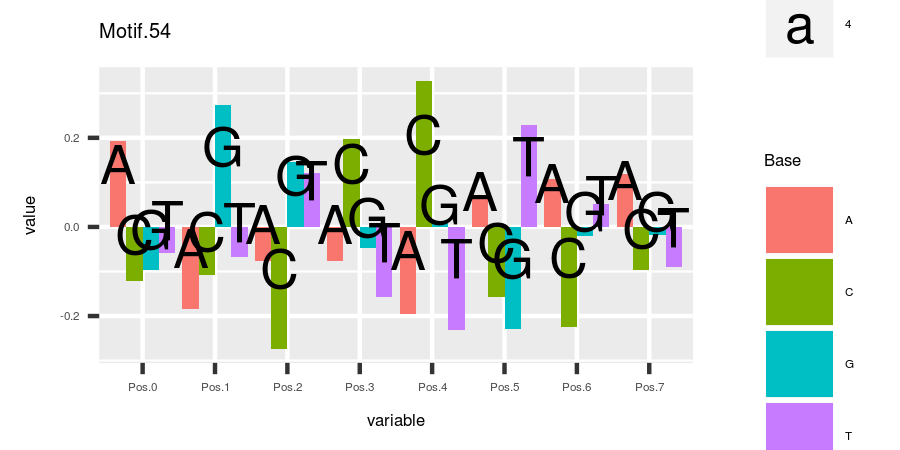 Motif.54
a 4
value
0.2
0.0
-0.2
A C G T A C G T A C G T A C G T A C G T A C G T A C G T A C G T
Pos.0 Pos.1 Pos.2 Pos.3 Pos.4 Pos.5 Pos.6 Pos.7
variable
Base
A
C
G
T